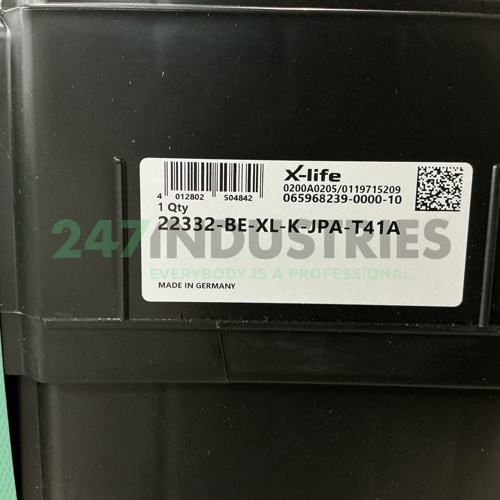 X-life
0200A0205/0119715209
065968239-0000-10
4 012802 504842
1 Qty
22332-BE-XL-K-JPA-T41A
247INDUSTRIES
EVERYBODY IS A PROFESSIONAL
MADE IN GERMANY